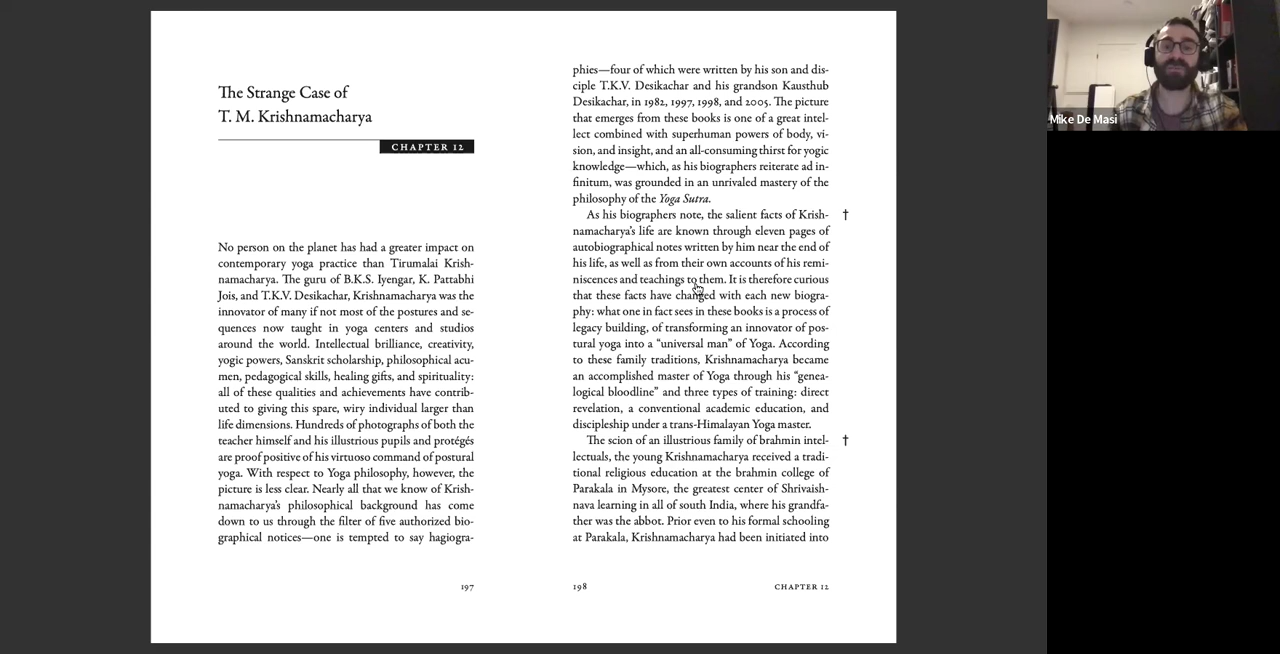 The Strange Case of
T. M. Krishnamacharya
CHAPTER 12
No person on the planet has had a greater impact on
contemporary yoga practice than Tirumalai Krish-
namacharya. The guru of B.K.S. Iyengar, K. Pattabhi
Jois, and T.K.V. Desikachar, Krishnamacharya was the
innovator of many if not most of the postures and se-
quences now taught in yoga centers and studios
around the world. Intellectual brilliance, creativity,
yogic powers, Sanskrit scholarship, philosophical acu-
men, pedagogical skills, healing gifts, and spirituality:
all of these qualities and achievements have contrib-
uted to giving this spare, wiry individual larger than
life dimensions. Hundreds of photographs of both the
teacher himself and his illustrious pupils and protégés
are proof positive of his virtuoso command of postural
yoga. With respect to Yoga philosophy, however, the
picture is less clear. Nearly all that we know of Krish-
namacharya's philosophical background has come
down to us through the filter of five authorized bio-
graphical notices—one is tempted to say hagiogra-
197
phies—four of which were written by his son and dis-
ciple T.K.V. Desikachar and his grandson Kausthub
Desikachar, in 1982, 1997, 1998, and 2005. The picture
that emerges from these books is one of a great intel-
lect combined with superhuman powers of body, vi-
sion, and insight, and an all-consuming thirst for yogic
knowledge—which, as his biographers reiterate ad in-
finitum, was grounded in an unrivaled mastery of the
philosophy of the Yoga Sutra.
As his biographers note, the salient facts of Krish- †
namacharya's life are known through eleven pages of
autobiographical notes written by him near the end of
his life, as well as from their own accounts of his remi-
niscences and teachings to them. It is therefore curious
that these facts have changed with each new biogra-
phy: what one in fact sees in these books is a process of
legacy building, of transforming an innovator of pos-
tural yoga into a "universal man" of Yoga. According
to these family traditions, Krishnamacharya became
an accomplished master of Yoga through his "genea-
logical bloodline" and three types of training: direct
revelation, a conventional academic education, and
discipleship under a trans-Himalayan Yoga master.
The scion of an illustrious family of brahmin intel- †
lectuals, the young Krishnamacharya received a tradi-
tional religious education at the brahmin college of
Parakala in Mysore, the greatest center of Shrivaish-
nava learning in all of south India, where his grandfa-
ther was the abbot. Prior even to his formal schooling
at Parakala, Krishnamacharya had been initiated into
198
CHAPTER 12
Mike De Masi